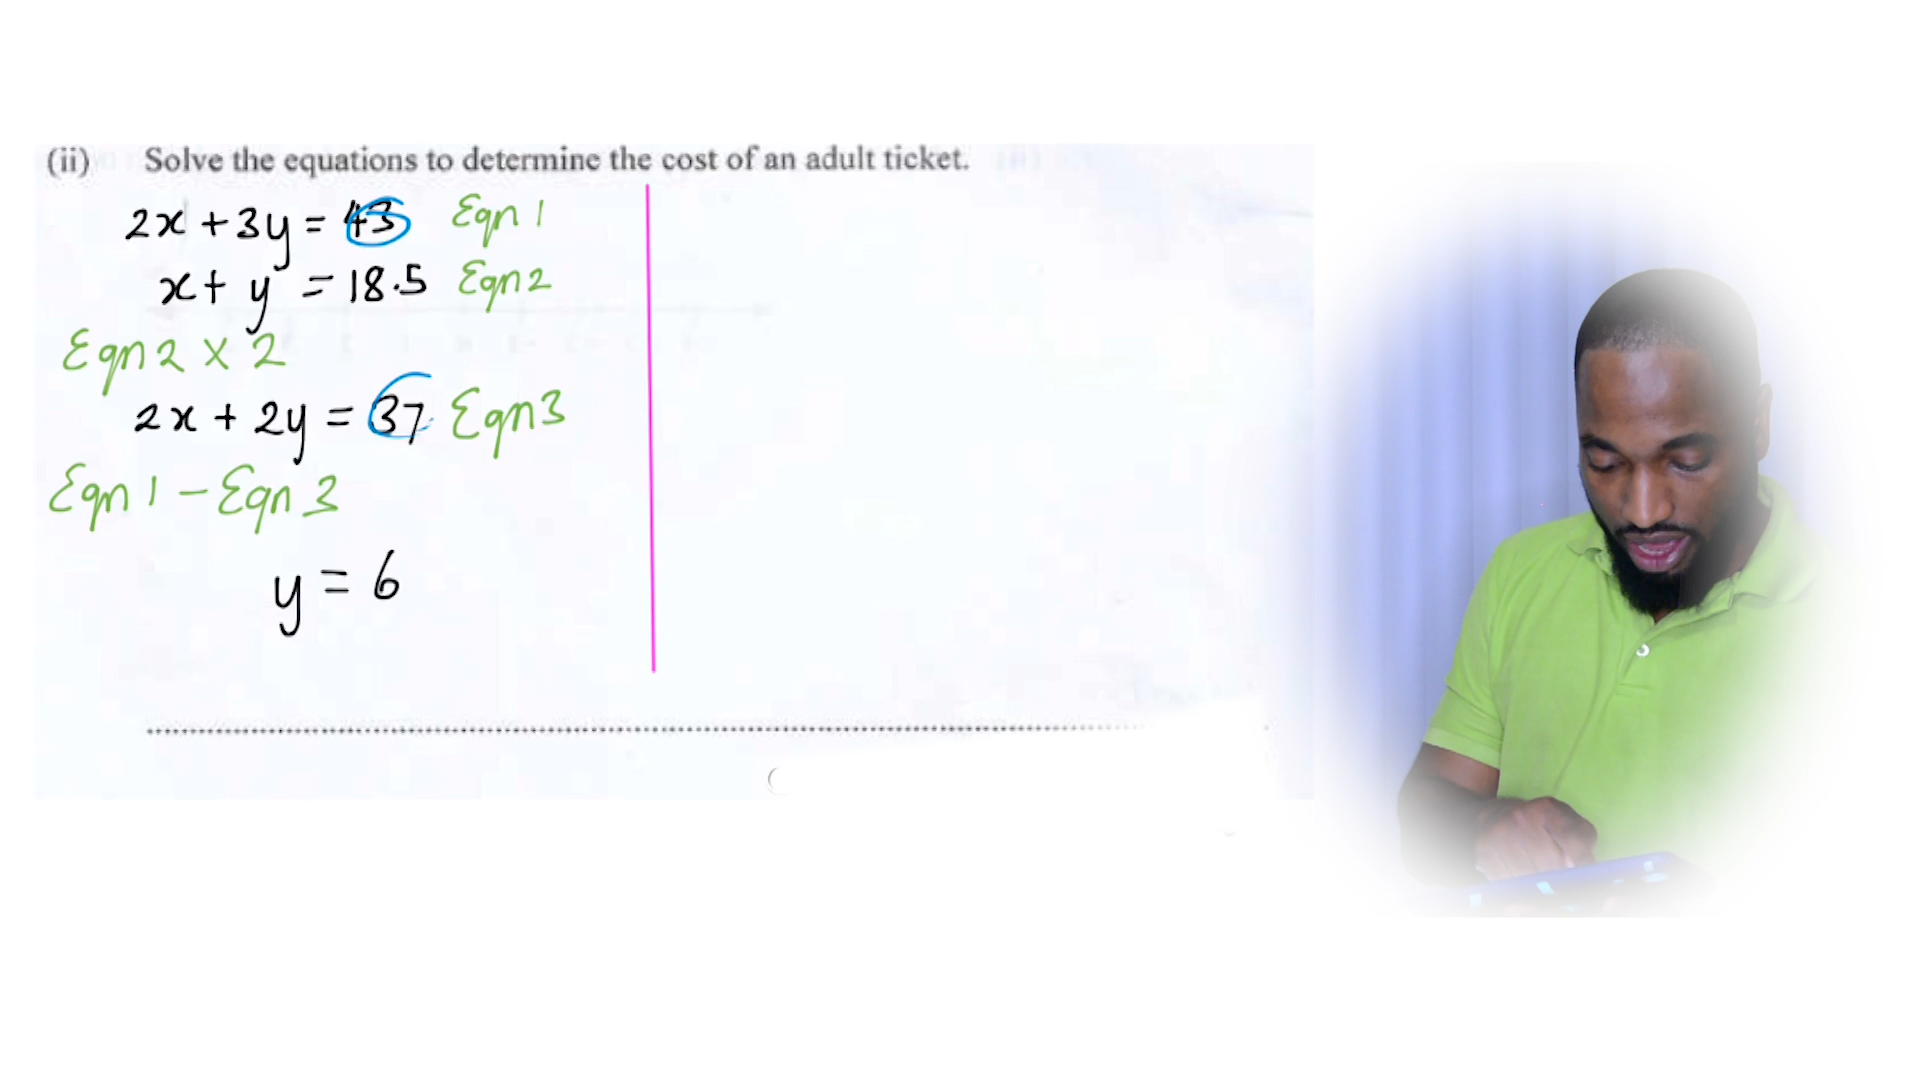 (ii) Solve the equations to determine the cost of an adult ticket.
2x + 3y = 43 Eqn 1
x + y = 18.5 Eqn 2
Eqn 2 × 2
2x + 2y = 37 Eqn 3
Eqn 1 - Eqn 3
y = 6